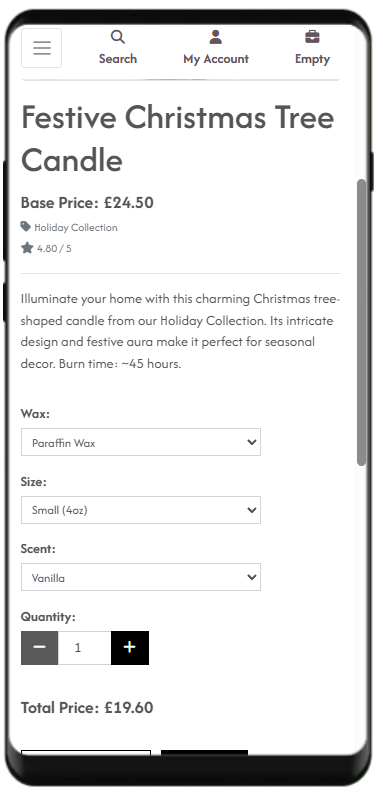 Search My Account Empty
Festive Christmas Tree
Candle
Base Price: £24.50
Holiday Collection
4.80 / 5
Illuminate your home with this charming Christmas tree-
shaped candle from our Holiday Collection. Its intricate
design and festive aura make it perfect for seasonal
decor. Burn time: ~45 hours.
Wax:
Paraffin Wax
Size:
Small (4oz)
Scent:
Vanilla
Quantity:
− 1 +
Total Price: £19.60